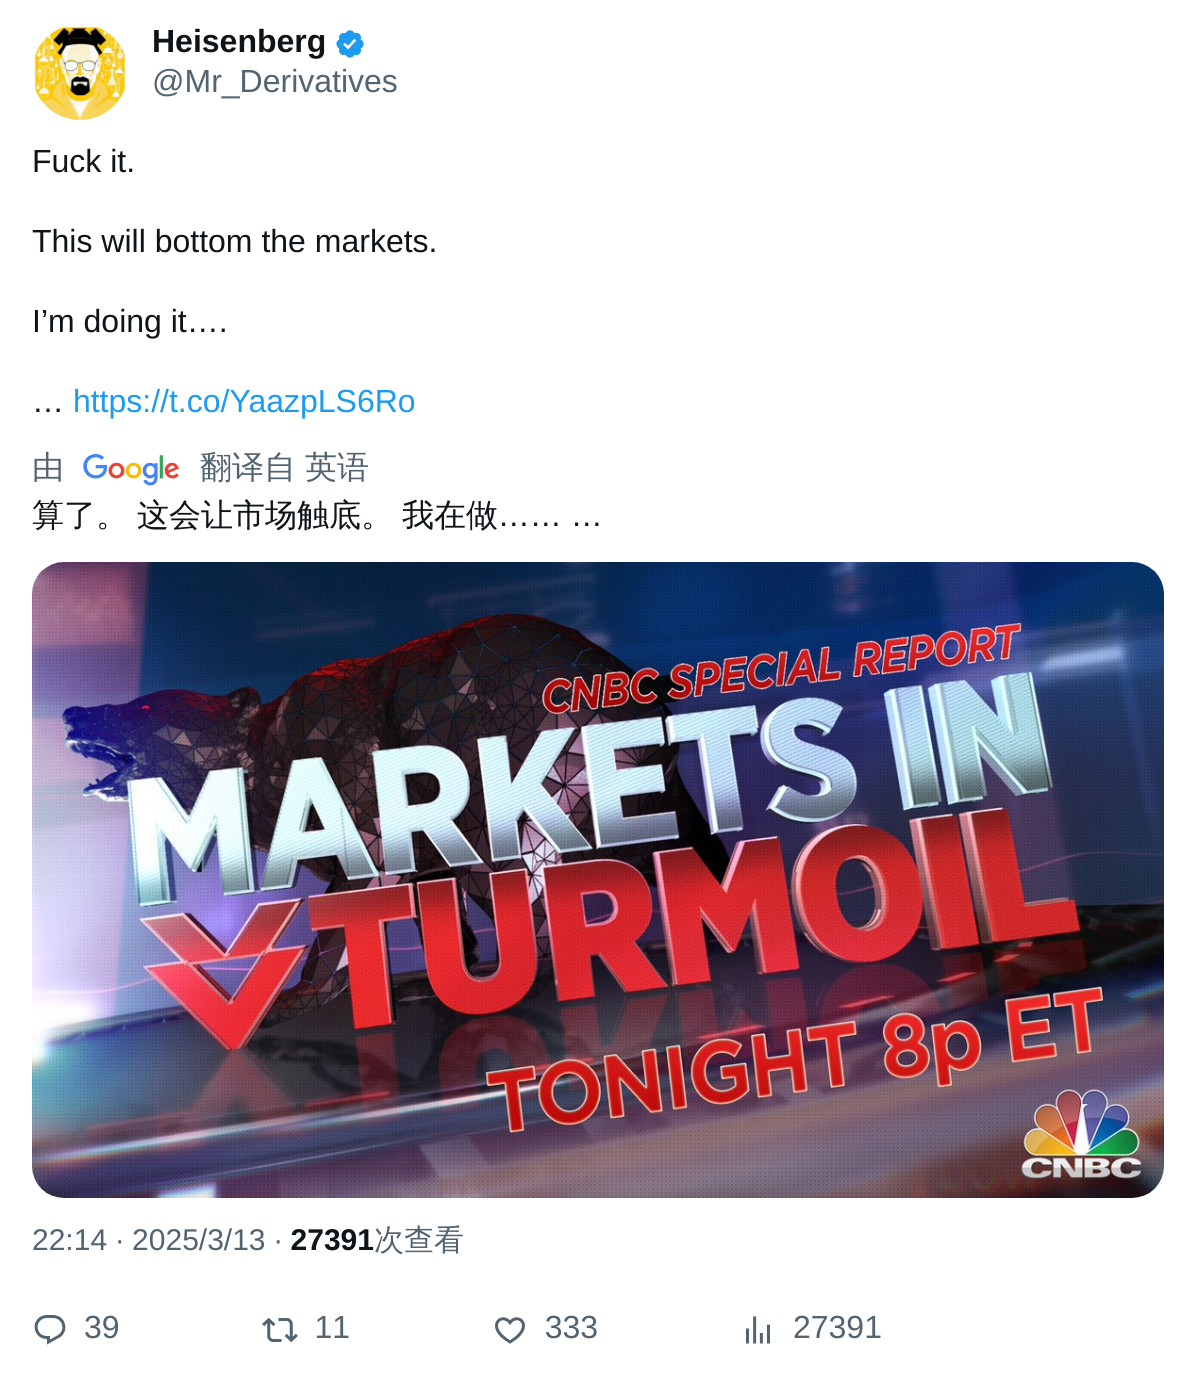 Heisenberg
@Mr_Derivatives
Fuck it.
This will bottom the markets.
I’m doing it….
… https://t.co/YaazpLS6Ro
由 Google 翻译自 英语
算了。 这会让市场触底。 我在做…… …
CNBC SPECIAL REPORT
MARKETS IN
TURMOIL
TONIGHT 8p ET
CNBC
22:14 · 2025/3/13 · 27391次查看
39 11 333 27391